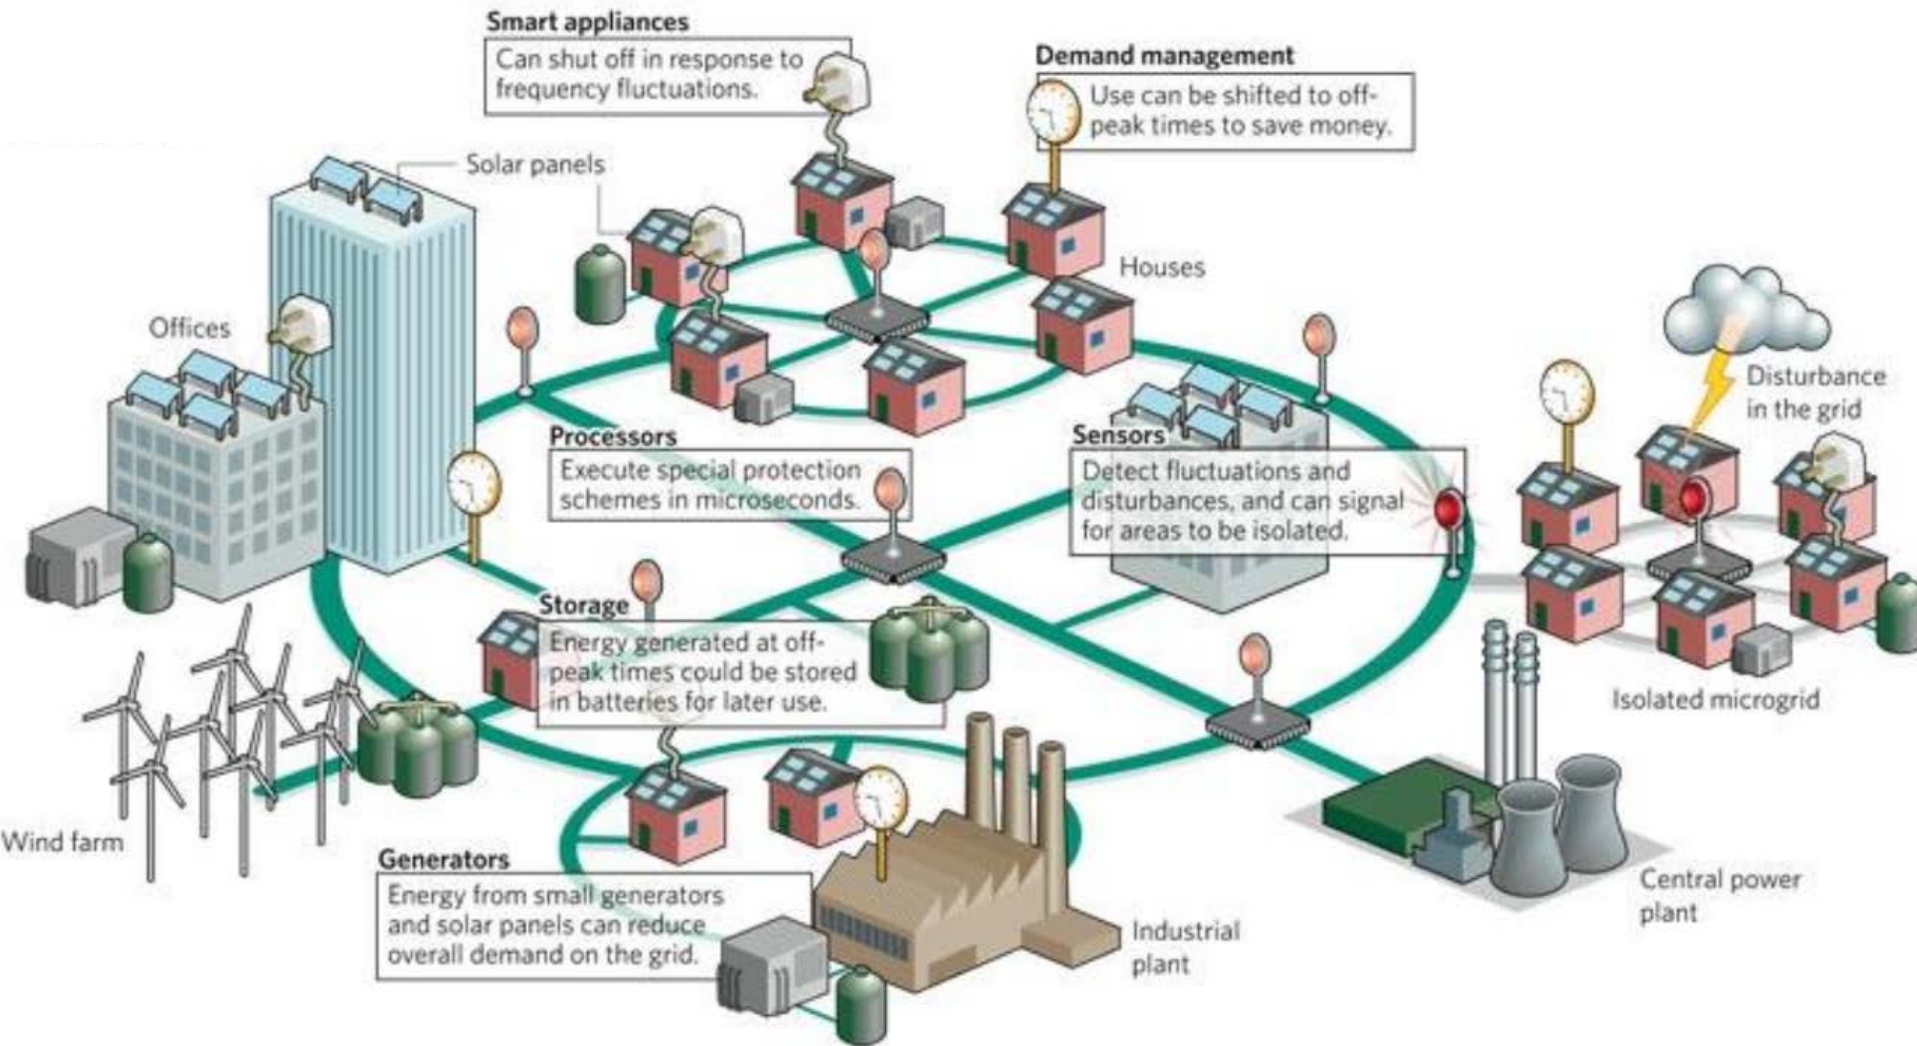 Smart appliances
Can shut off in response to
frequency fluctuations.
Demand management
Use can be shifted to off-
peak times to save money.
Solar panels
Houses
Offices
Disturbance
in the grid
Processors
Execute special protection
schemes in microseconds.
Sensors
Detect fluctuations and
disturbances, and can signal
for areas to be isolated.
Storage
Energy generated at off-
peak times could be stored
in batteries for later use.
Isolated microgrid
Wind farm
Generators
Energy from small generators
and solar panels can reduce
overall demand on the grid.
Industrial
plant
Central power
plant